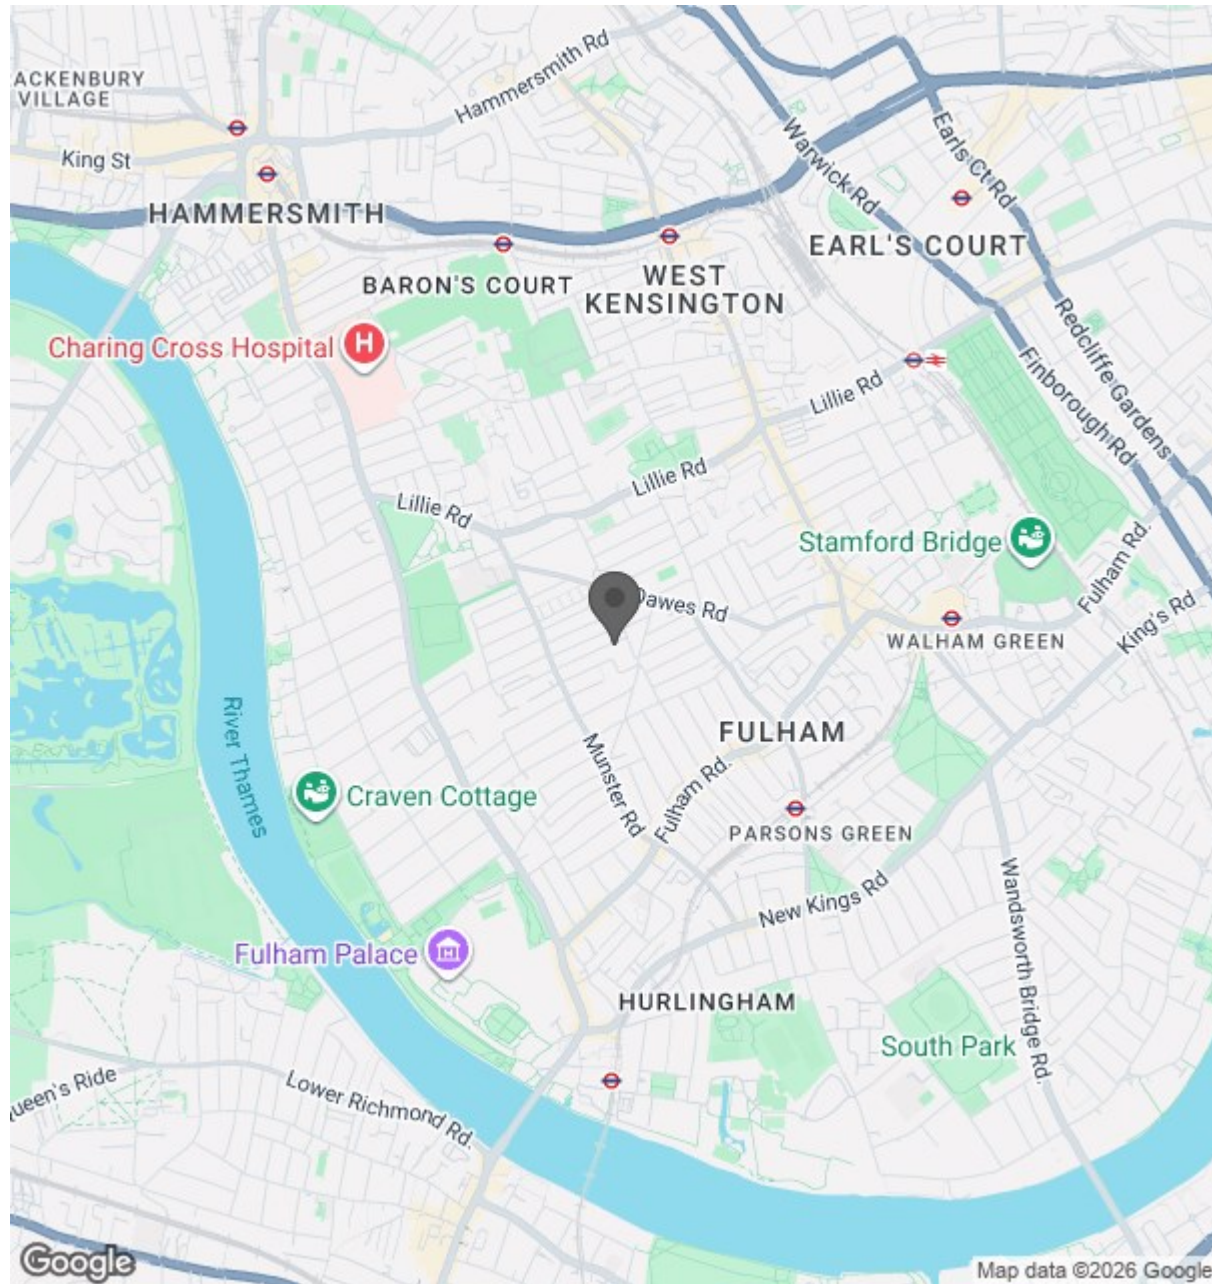 ACKENBURY
VILLAGE
Hammersmith Rd
King St
Warwick Rd
Earls Ct Rd
HAMMERSMITH
EARL'S COURT
BARON'S COURT
WEST
KENSINGTON
Charing Cross Hospital
H
Redcliffe Gardens
Finborough Rd
Lillie Rd
Lillie Rd
Lillie Rd
Stamford Bridge
Fulham Rd.
Dawes Rd
King's Rd
WALHAM GREEN
River Thames
FULHAM
Munster Rd
Fulham Rd.
Craven Cottage
PARSONS GREEN
New Kings Rd
Wandsworth Bridge Rd.
Fulham Palace
HURLINGHAM
South Park
ueen's Ride
Lower Richmond Rd.
Google
Map data ©2026 Google